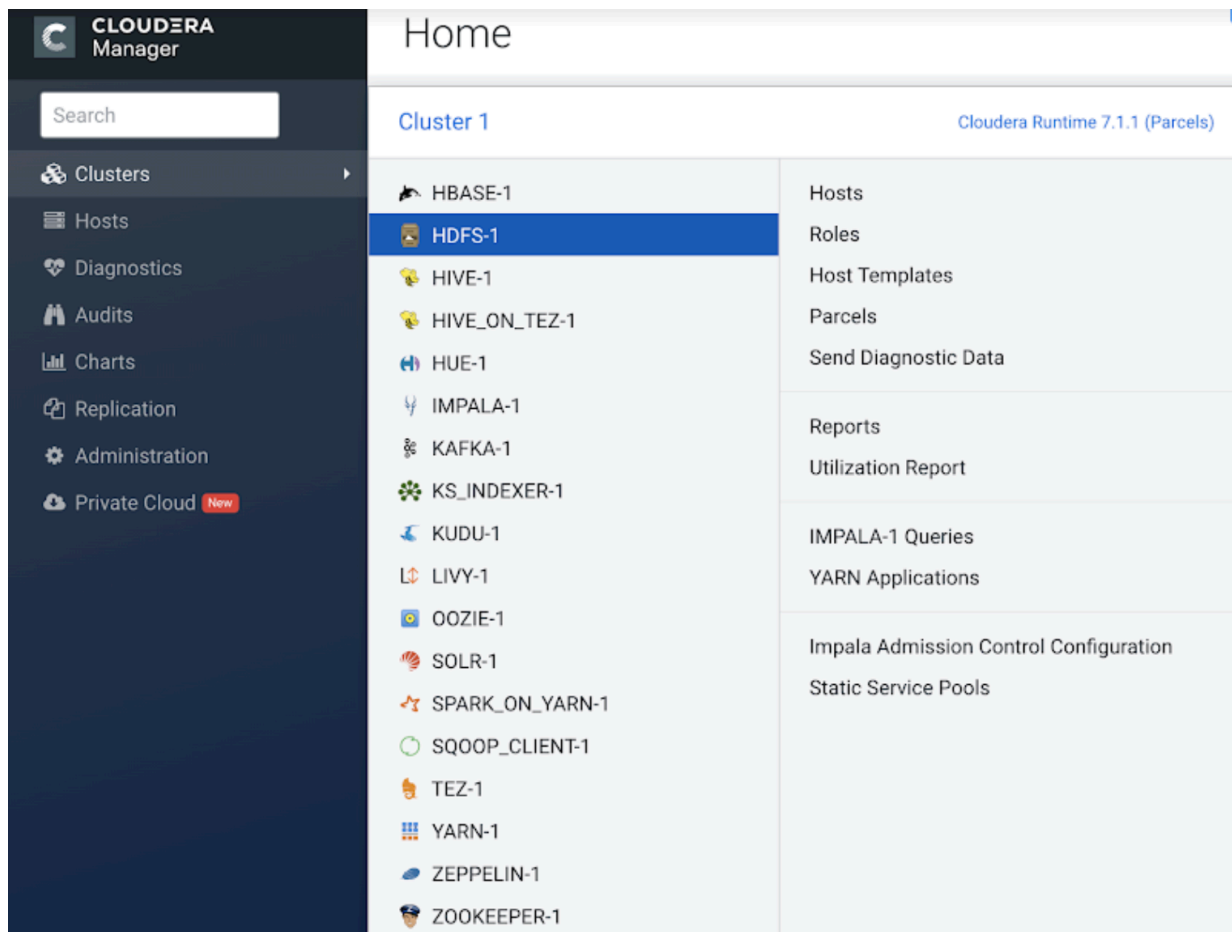 CLOUDERA
Manager
Search
Clusters
Hosts
Diagnostics
Audits
Charts
Replication
Administration
Private Cloud New
Home
Cluster 1
Cloudera Runtime 7.1.1 (Parcels)
HBASE-1
HDFS-1
HIVE-1
HIVE_ON_TEZ-1
HUE-1
IMPALA-1
KAFKA-1
KS_INDEXER-1
KUDU-1
LIVY-1
OOZIE-1
SOLR-1
SPARK_ON_YARN-1
SQOOP_CLIENT-1
TEZ-1
YARN-1
ZEPPELIN-1
ZOOKEEPER-1
Hosts
Roles
Host Templates
Parcels
Send Diagnostic Data
Reports
Utilization Report
IMPALA-1 Queries
YARN Applications
Impala Admission Control Configuration
Static Service Pools